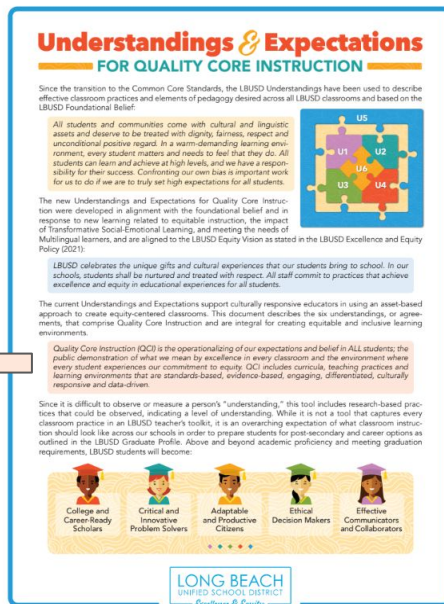 Understandings & Expectations
FOR QUALITY CORE INSTRUCTION
Since the transition to the Common Core Standards, the LBUSD Understandings have been used to describe
effective classroom practices and elements of pedagogy desired across all LBUSD classrooms and based on the
LBUSD Foundational Belief:
All students and communities come with cultural and linguistic
assets and deserve to be treated with dignity, fairness, respect and
unconditional positive regard. In a warm-demanding learning envi-
ronment, every student matters and needs to feel that they do. All
students can learn and achieve at high levels, and we have a respon-
sibility for their success. Confronting our own bias is important work
for us to do if we are to truly set high expectations for all students.
U5
U1
U2
U6
U3
U4
The new Understandings and Expectations for Quality Core Instruc-
tion were developed in alignment with the foundational belief and in
response to new learning related to equitable instruction, the impact
of Transformative Social-Emotional Learning, and meeting the needs of
Multilingual learners, and are aligned to the LBUSD Equity Vision as stated in the LBUSD Excellence and Equity
Policy (2021):
LBUSD celebrates the unique gifts and cultural experiences that our students bring to school. In our
schools, students shall be nurtured and treated with respect. All staff commit to practices that achieve
excellence and equity in educational experiences for all students.
The current Understandings and Expectations support culturally responsive educators in using an asset-based
approach to create equity-centered classrooms. This document describes the six understandings, or agree-
ments, that comprise Quality Core Instruction and are integral for creating equitable and inclusive learning
environments.
Quality Core Instruction (QCI) is the operationalizing of our expectations and belief in ALL students; the
public demonstration of what we mean by excellence in every classroom and the environment where
every student experiences our commitment to equity. QCI includes curricula, teaching practices and
learning environments that are standards-based, evidence-based, engaging, differentiated, culturally
responsive and data-driven.
Since it is difficult to observe or measure a person's "understanding," this tool includes research-based prac-
tices that could be observed, indicating a level of understanding. While it is not a tool that captures every
classroom practice in an LBUSD teacher's toolkit, it is an overarching expectation of what classroom instruc-
tion should look like across our schools in order to prepare students for post-secondary and career options as
outlined in the LBUSD Graduate Profile. Above and beyond academic proficiency and meeting graduation
requirements, LBUSD students will become:
College and
Career-Ready
Scholars
Critical and
Innovative
Problem Solvers
Adaptable
and Productive
Citizens
Ethical
Decision Makers
Effective
Communicators
and Collaborators
LONG BEACH
UNIFIED SCHOOL DISTRICT
Excellence & Equity